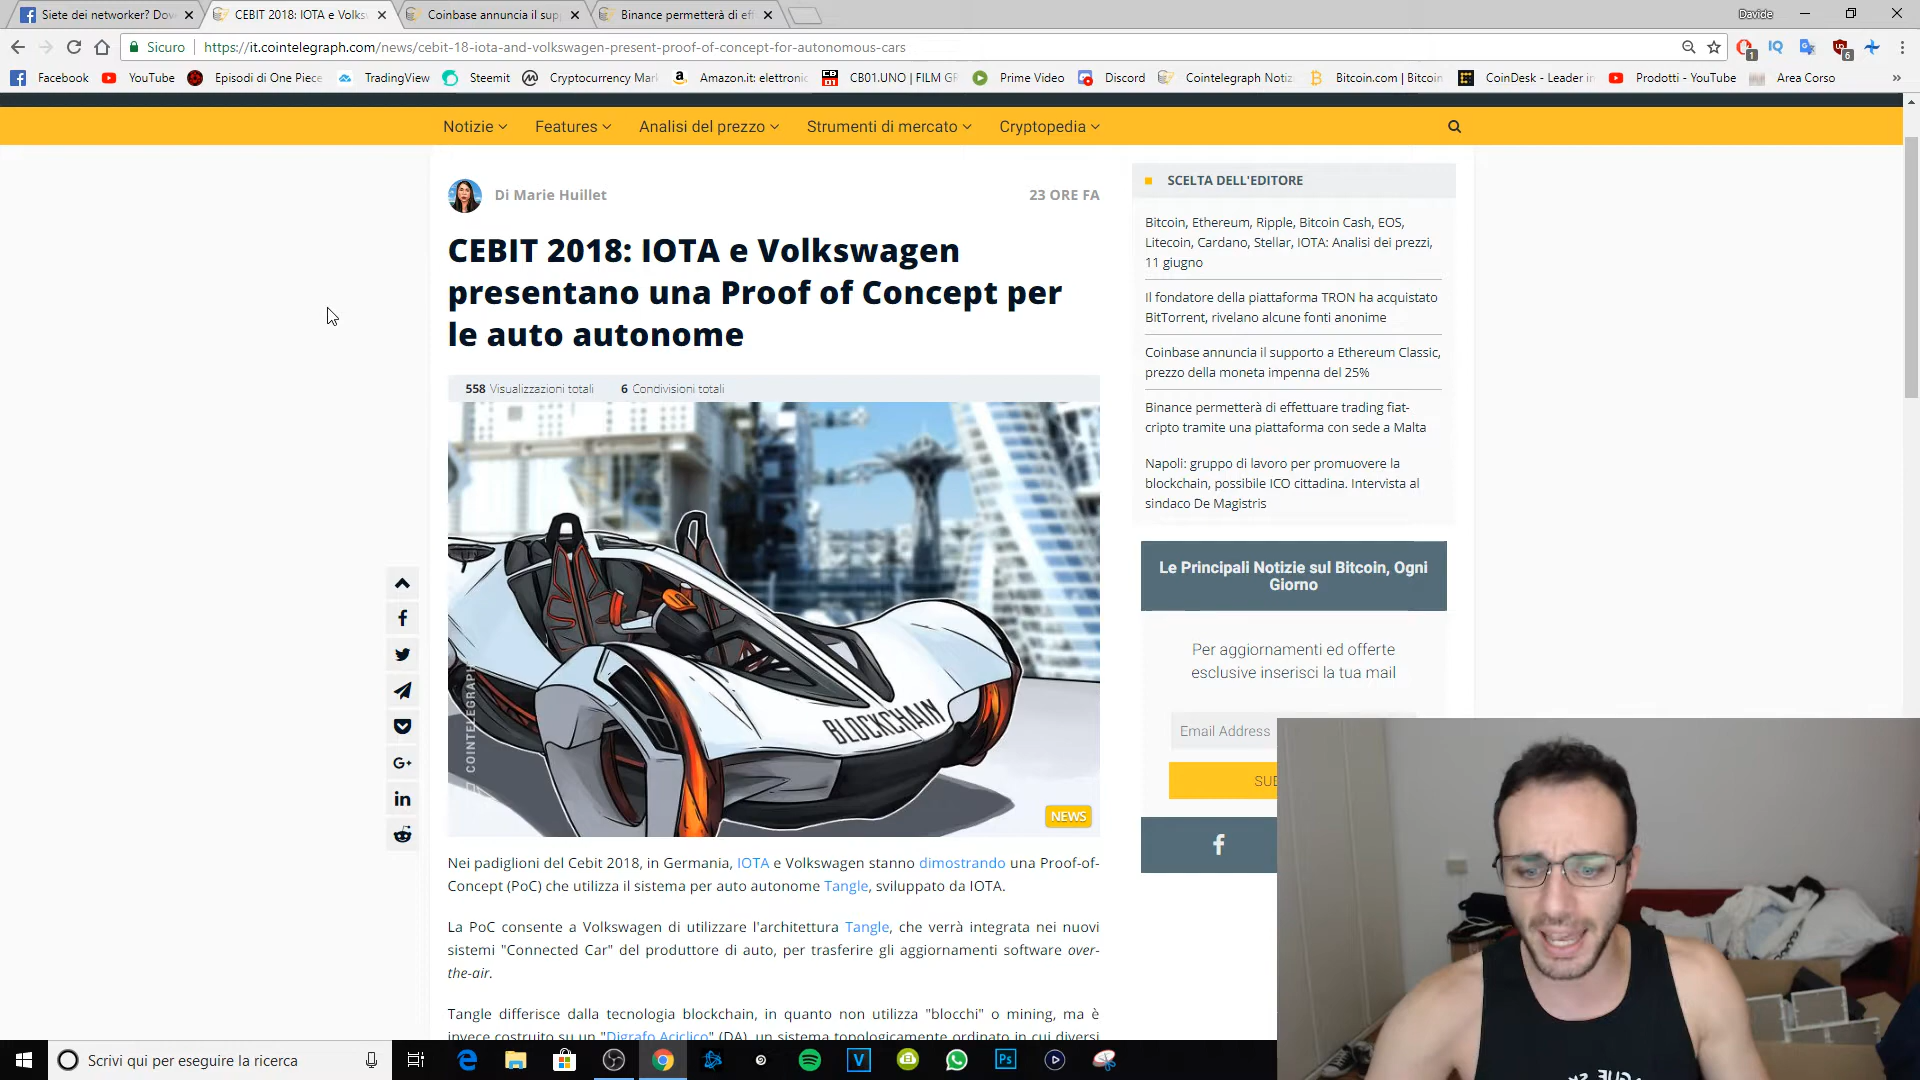 Siete dei networker? Dov
CEBIT 2018: IOTA e Volks
Coinbase annuncia il sup
Binance permetterà di ef
Davide
Sicuro
https://it.cointelegraph.com/news/cebit-18-iota-and-volkswagen-present-proof-of-concept-for-autonomous-cars
Facebook
YouTube
Episodi di One Piece
TradingView
Steemit
Cryptocurrency Mark
Amazon.it: elettronic
CB01.UNO | FILM GR
Prime Video
Discord
Cointelegraph Notiz
Bitcoin.com | Bitcoin
CoinDesk - Leader in
Prodotti - YouTube
Area Corso
Notizie
Features
Analisi del prezzo
Strumenti di mercato
Cryptopedia
Di Marie Huillet
23 ORE FA
CEBIT 2018: IOTA e Volkswagen
presentano una Proof of Concept per
le auto autonome
558 Visualizzazioni totali
6 Condivisioni totali
BLOCKCHAIN
COINTELEGRAPH
NEWS
Nei padiglioni del Cebit 2018, in Germania, IOTA e Volkswagen stanno dimostrando una Proof-of-
Concept (PoC) che utilizza il sistema per auto autonome Tangle, sviluppato da IOTA.
La PoC consente a Volkswagen di utilizzare l'architettura Tangle, che verrà integrata nei nuovi
sistemi "Connected Car" del produttore di auto, per trasferire gli aggiornamenti software over-
the-air.
Tangle differisce dalla tecnologia blockchain, in quanto non utilizza "blocchi" o mining, ma è
invece costruito su un "Digrafo Aciclico" (DA), un sistema topologicamente ordinato in cui diversi
SCELTA DELL'EDITORE
Bitcoin, Ethereum, Ripple, Bitcoin Cash, EOS,
Litecoin, Cardano, Stellar, IOTA: Analisi dei prezzi,
11 giugno
Il fondatore della piattaforma TRON ha acquistato
BitTorrent, rivelano alcune fonti anonime
Coinbase annuncia il supporto a Ethereum Classic,
prezzo della moneta impenna del 25%
Binance permetterà di effettuare trading fiat-
cripto tramite una piattaforma con sede a Malta
Napoli: gruppo di lavoro per promuovere la
blockchain, possibile ICO cittadina. Intervista al
sindaco De Magistris
Le Principali Notizie sul Bitcoin, Ogni
Giorno
Per aggiornamenti ed offerte
esclusive inserisci la tua mail
Email Address
SUB
Scrivi qui per eseguire la ricerca